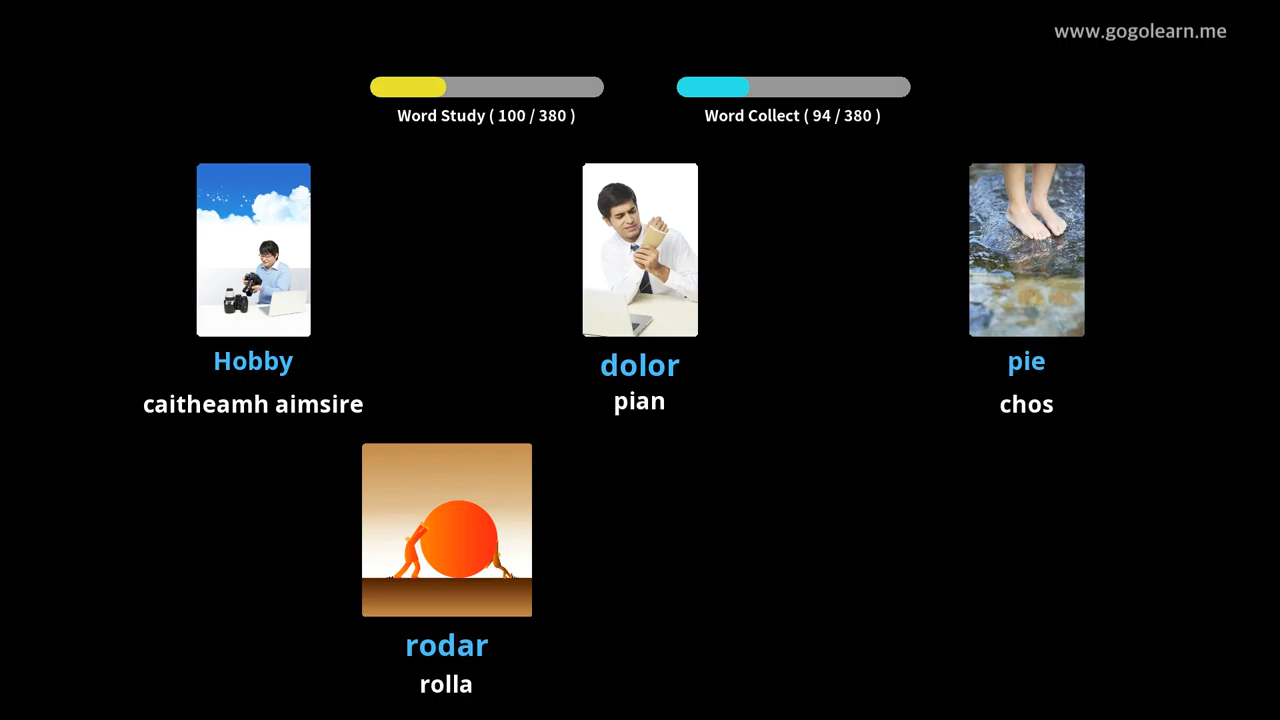 www.gogolearn.me
Word Study ( 100 / 380 )
Word Collect ( 94 / 380 )
Hobby
dolor
pie
caitheamh aimsire
pian
chos
rodar
rolla